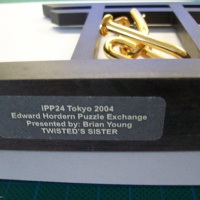 IPP24 Tokyo 2004
Edward Hordern Puzzle Exchange
Presented by: Brian Young
TWISTED'S SISTER